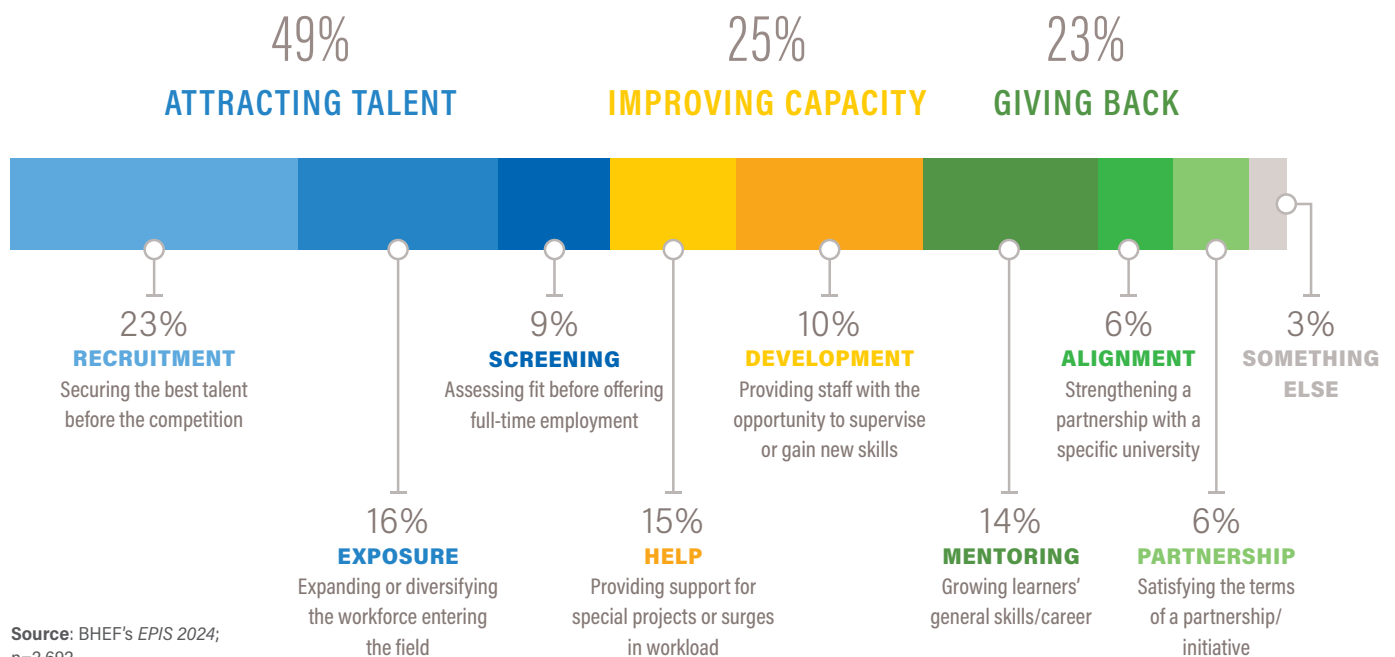 49%
ATTRACTING TALENT
25%
IMPROVING CAPACITY
23%
GIVING BACK
23%
RECRUITMENT
Securing the best talent
before the competition
9%
SCREENING
Assessing fit before offering
full-time employment
10%
DEVELOPMENT
Providing staff with the
opportunity to supervise
or gain new skills
6%
ALIGNMENT
Strengthening a
partnership with a
specific university
3%
SOMETHING
ELSE
16%
EXPOSURE
Expanding or diversifying
the workforce entering
the field
15%
HELP
Providing support for
special projects or surges
in workload
14%
MENTORING
Growing learners'
general skills/career
6%
PARTNERSHIP
Satisfying the terms
of a partnership/
initiative
Source: BHEF's EPIS 2024;